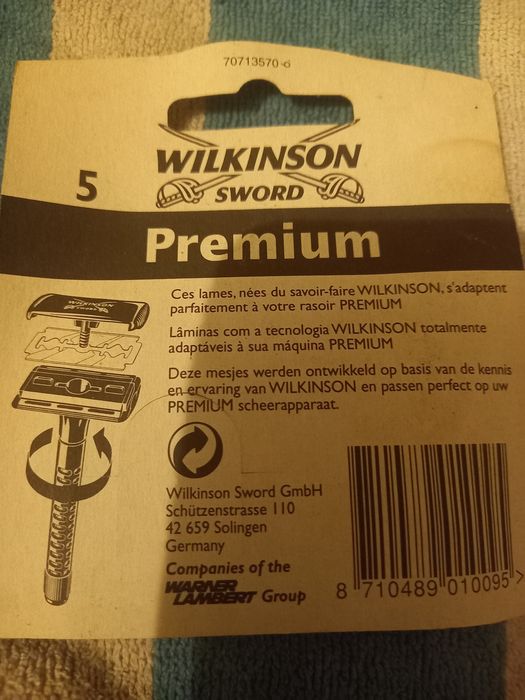 70713570-6
WILKINSON
SWORD
5
Premium
WILKINSON
SWORD
Ces lames, nées du savoir-faire WILKINSON, s'adaptent
parfaitement à votre rasoir PREMIUM
Lâminas com a tecnologia WILKINSON totalmente
adaptáveis à sua máquina PREMIUM
Deze mesjes werden ontwikkeld op basis van de kennis
en ervaring van WILKINSON en passen perfect op uw
PREMIUM scheerapparaat.
Wilkinson Sword GmbH
Schützenstrasse 110
42 659 Solingen
Germany
Companies of the
WARNER
LAMBERT Group
8 710489 010095 >